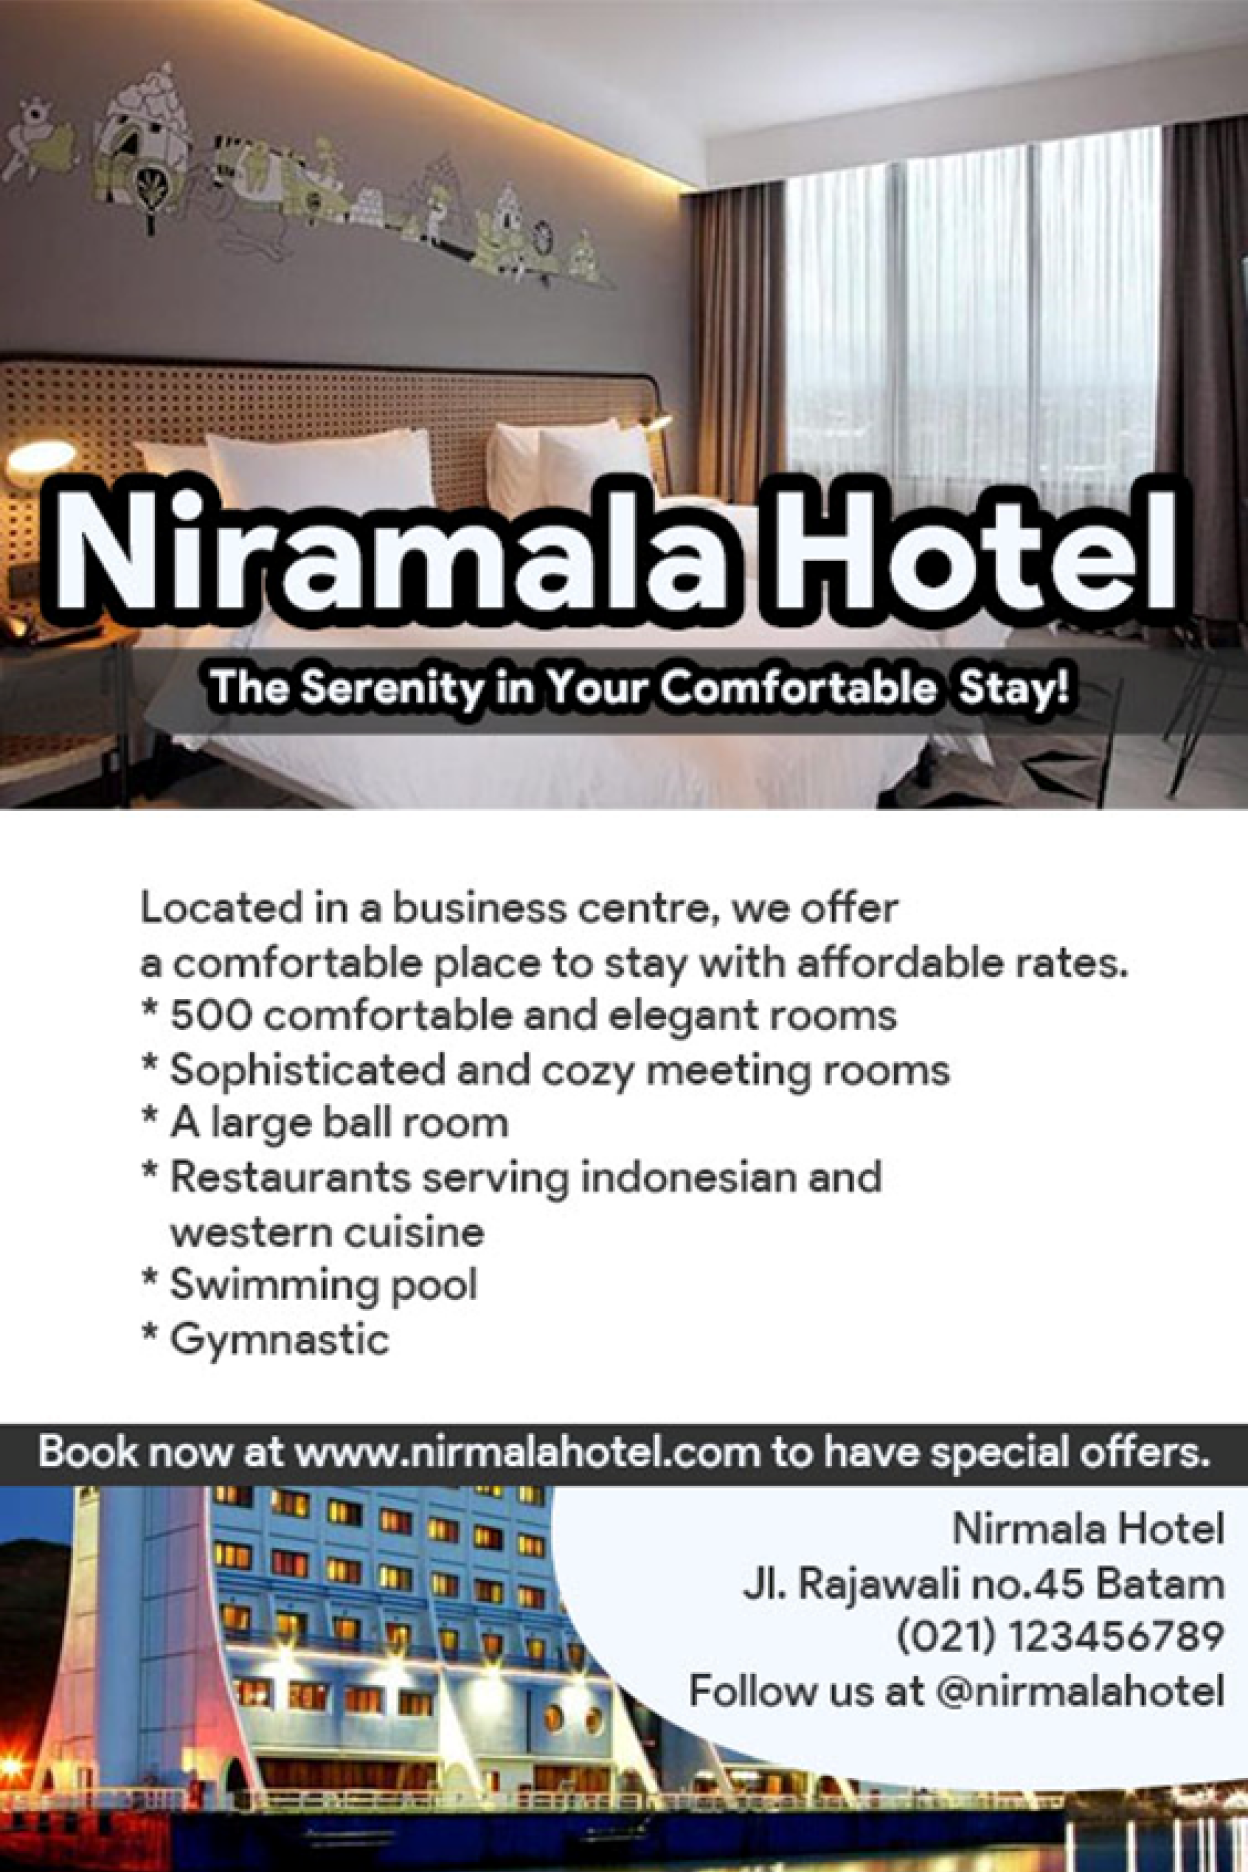 Niramala Hotel
The Serenity in Your Comfortable Stay!
Located in a business centre, we offer
a comfortable place to stay with affordable rates.
* 500 comfortable and elegant rooms
* Sophisticated and cozy meeting rooms
* A large ball room
* Restaurants serving indonesian and
western cuisine
* Swimming pool
* Gymnastic
Book now at www.nirmalahotel.com to have special offers.
Nirmala Hotel
Jl. Rajawali no.45 Batam
(021) 123456789
Follow us at @nirmalahotel